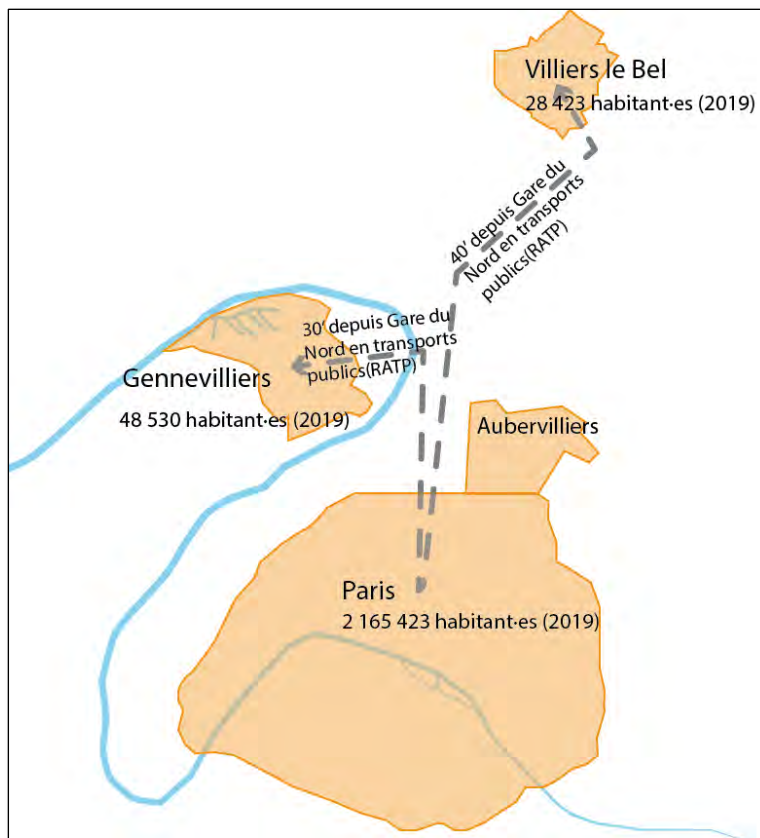 Villiers le Bel
28 423 habitant·es (2019)
40' depuis Gare du
Nord en transports
publics(RATP)
30' depuis Gare du
Nord en transports
publics(RATP)
Gennevilliers
48 530 habitant·es (2019)
Aubervilliers
Paris
2 165 423 habitant·es (2019)